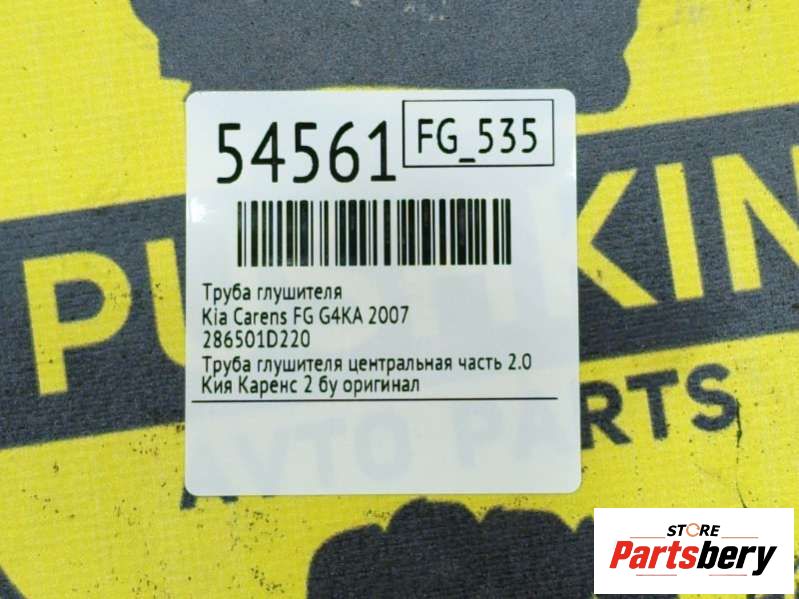 54561
FG_535
Труба глушителя
Kia Carens FG G4KA 2007
286501D220
Труба глушителя центральная часть 2.0
Кия Каренс 2 бу оригинал
AVTO PARTS
STORE
Partsbery